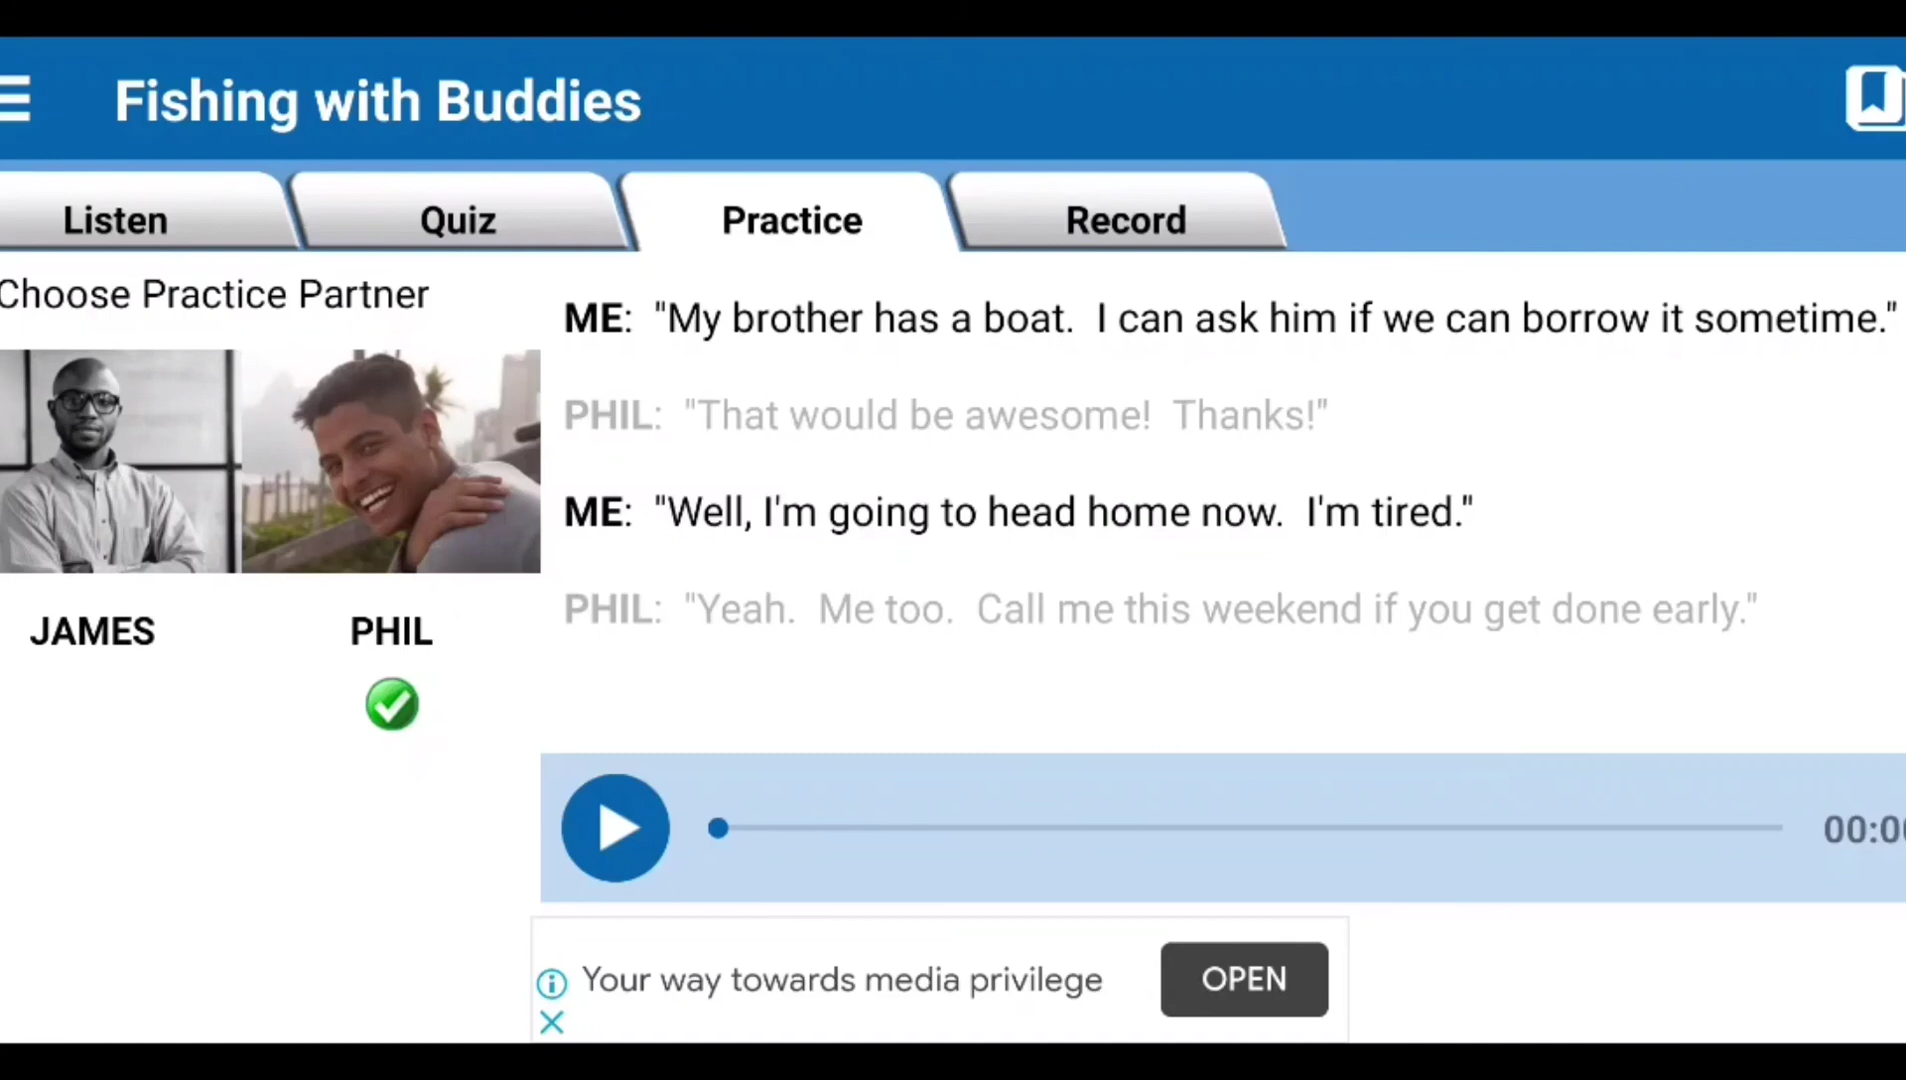 Fishing with Buddies
Listen
Quiz
Practice
Record
Choose Practice Partner
JAMES
PHIL
ME: "My brother has a boat. I can ask him if we can borrow it sometime."
PHIL: "That would be awesome! Thanks!"
ME: "Well, I'm going to head home now. I'm tired."
PHIL: "Yeah. Me too. Call me this weekend if you get done early."
00:0
Your way towards media privilege
OPEN